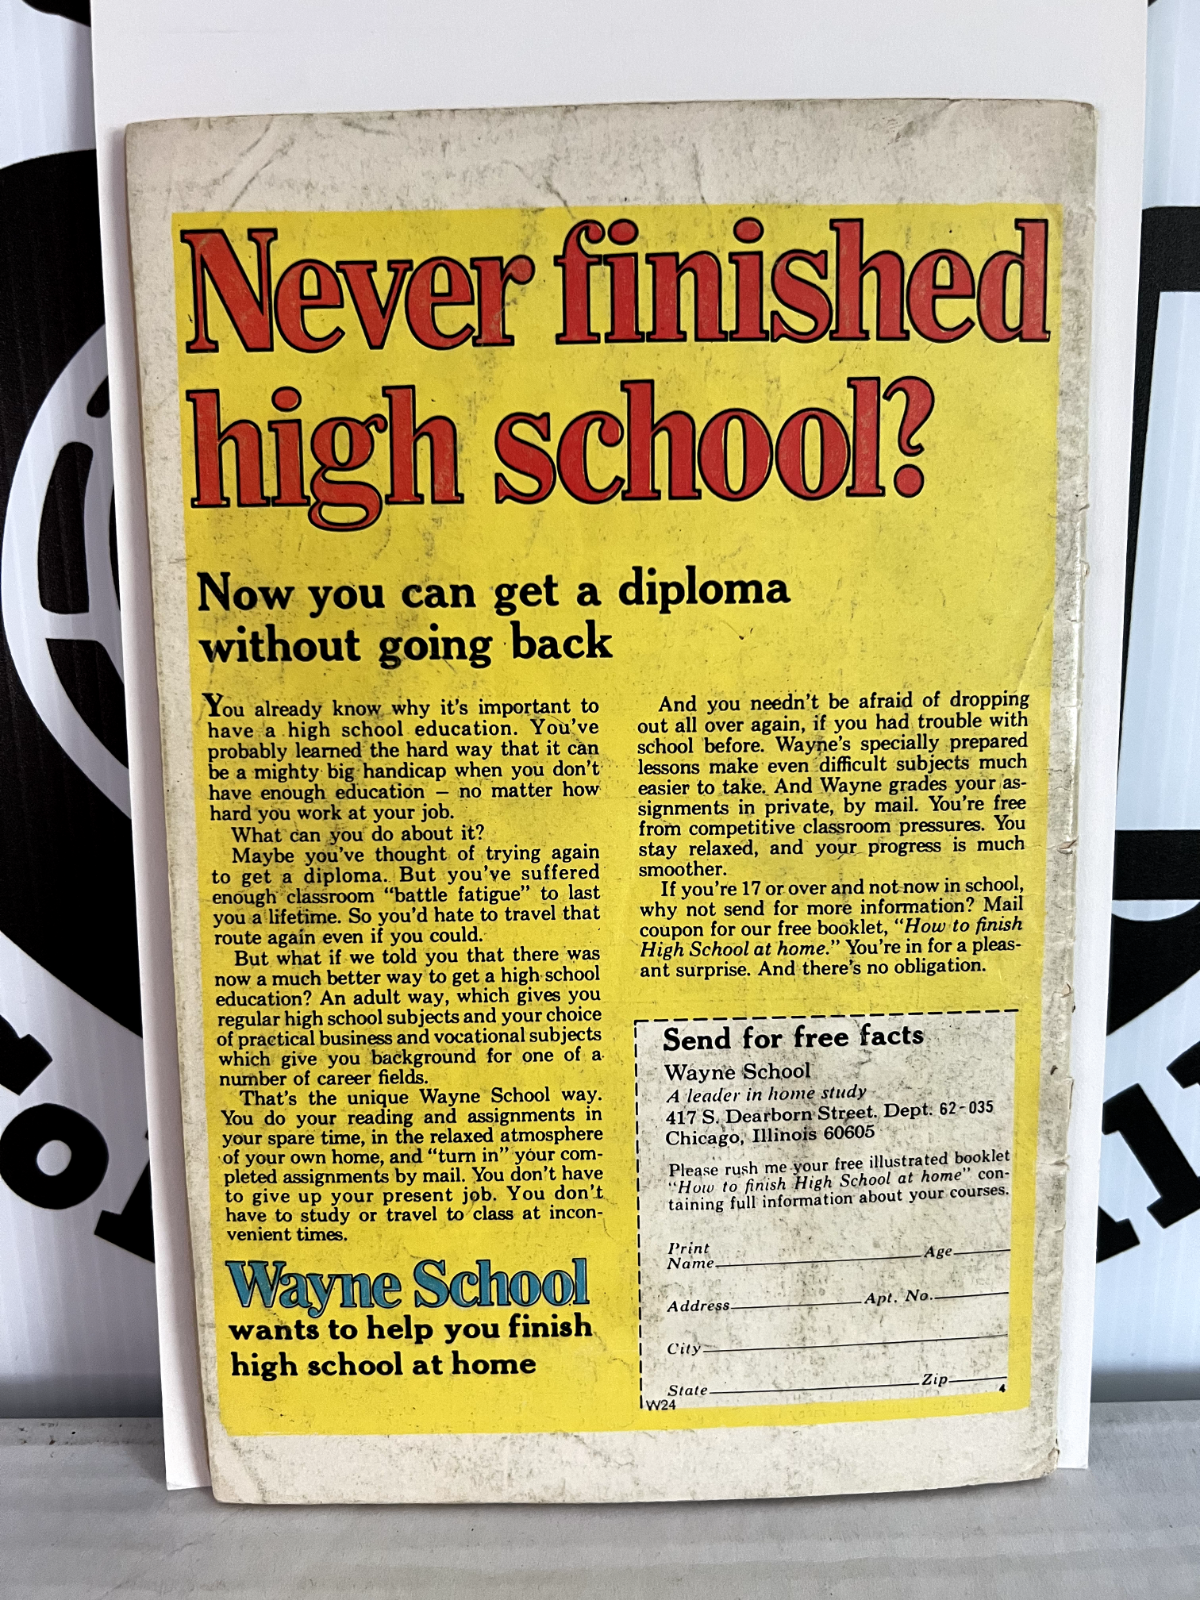 Never finished
high school?
Now you can get a diploma
without going back
You already know why it's important to
have a high school education. You've
probably learned the hard way that it can
be a mighty big handicap when you don't
have enough education – no matter how
hard you work at your job.
What can you do about it?
Maybe you've thought of trying again
to get a diploma. But you've suffered
enough classroom "battle fatigue" to last
you a lifetime. So you'd hate to travel that
route again even if you could.
But what if we told you that there was
now a much better way to get a high school
education? An adult way, which gives you
regular high school subjects and your choice
of practical business and vocational subjects
which give you background for one of a
number of career fields.
That's the unique Wayne School way.
You do your reading and assignments in
your spare time, in the relaxed atmosphere
of your own home, and "turn in" your com-
pleted assignments by mail. You don't have
to give up your present job. You don't
have to study or travel to class at incon-
venient times.
Wayne School
wants to help you finish
high school at home
And you needn't be afraid of dropping
out all over again, if you had trouble with
school before. Wayne's specially prepared
lessons make even difficult subjects much
easier to take. And Wayne grades your as-
signments in private, by mail. You're free
from competitive classroom pressures. You
stay relaxed, and your progress is much
smoother.
If you're 17 or over and not now in school,
why not send for more information? Mail
coupon for our free booklet, "How to finish
High School at home." You're in for a pleas-
ant surprise. And there's no obligation.
Send for free facts
Wayne School
A leader in home study
417 S. Dearborn Street. Dept. 62-035
Chicago, Illinois 60605
Please rush me your free illustrated booklet
"How to finish High School at home" con-
taining full information about your courses.
Print
Name Age
Address Apt. No.
City
State Zip
W24 4